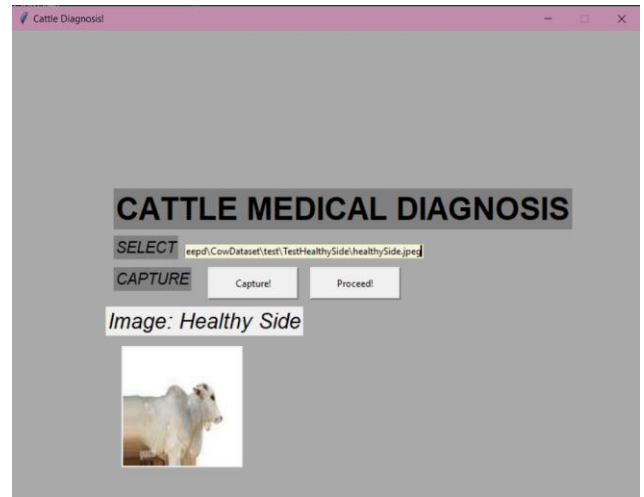 Cattle Diagnosis!
CATTLE MEDICAL DIAGNOSIS
SELECT eepd\CowDataset\test\TestHealthySide\healthySide.jpeg
CAPTURE Capture! Proceed!
Image: Healthy Side